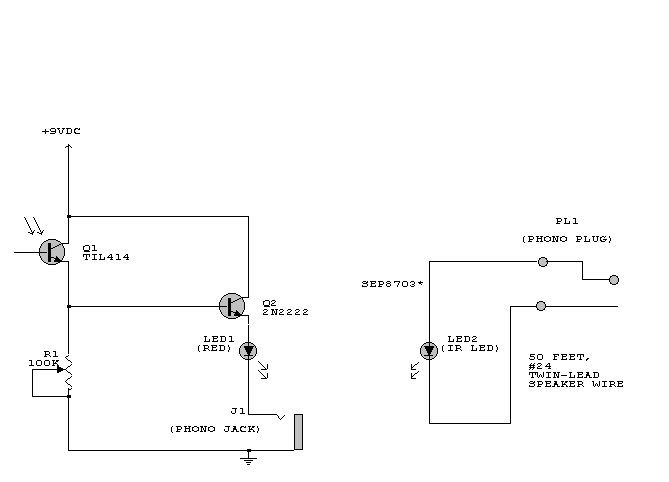 +9VDC
Q1
TIL414
Q2
2N2222
LED1
(RED)
R1
100K
J1
(PHONO JACK)
PL1
(PHONO PLUG)
SEP8703*
LED2
(IR LED)
50 FEET,
#24
TWIN-LEAD
SPEAKER WIRE